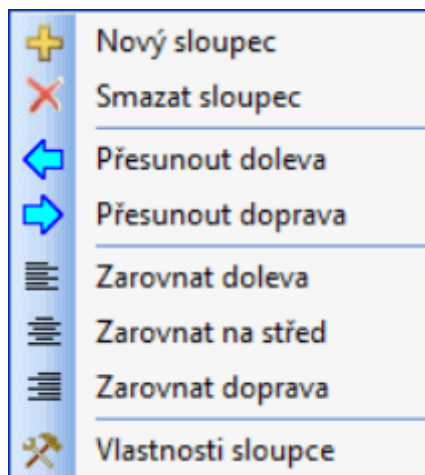 Nový sloupec
Smazat sloupec
Přesunout doleva
Přesunout doprava
Zarovnat doleva
Zarovnat na střed
Zarovnat doprava
Vlastnosti sloupce